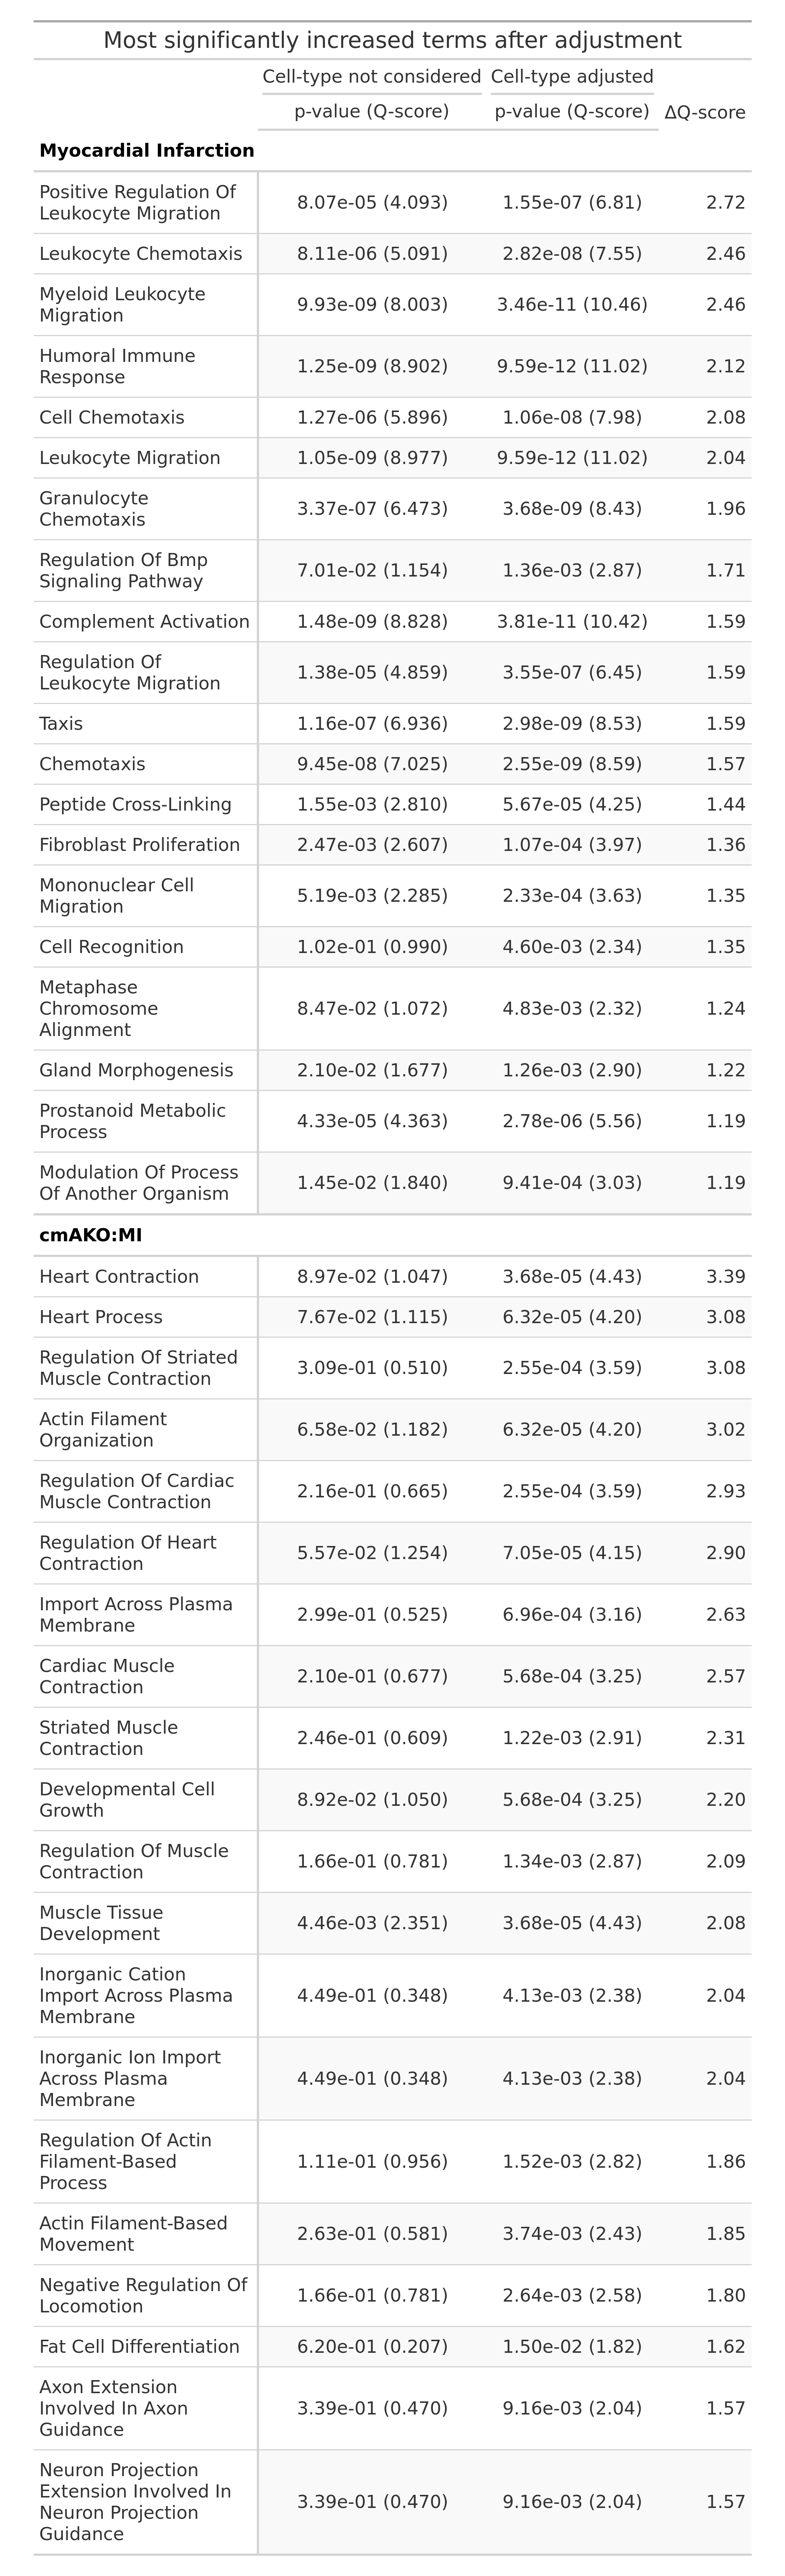 Most significantly increased terms after adjustment
Cell-type not considered Cell-type adjusted
p-value (Q-score) p-value (Q-score) ΔQ-score
Myocardial Infarction
Positive Regulation Of
Leukocyte Migration 8.07e-05 (4.093) 1.55e-07 (6.81) 2.72
Leukocyte Chemotaxis 8.11e-06 (5.091) 2.82e-08 (7.55) 2.46
Myeloid Leukocyte
Migration 9.93e-09 (8.003) 3.46e-11 (10.46) 2.46
Humoral Immune
Response 1.25e-09 (8.902) 9.59e-12 (11.02) 2.12
Cell Chemotaxis 1.27e-06 (5.896) 1.06e-08 (7.98) 2.08
Leukocyte Migration 1.05e-09 (8.977) 9.59e-12 (11.02) 2.04
Granulocyte
Chemotaxis 3.37e-07 (6.473) 3.68e-09 (8.43) 1.96
Regulation Of Bmp
Signaling Pathway 7.01e-02 (1.154) 1.36e-03 (2.87) 1.71
Complement Activation 1.48e-09 (8.828) 3.81e-11 (10.42) 1.59
Regulation Of
Leukocyte Migration 1.38e-05 (4.859) 3.55e-07 (6.45) 1.59
Taxis 1.16e-07 (6.936) 2.98e-09 (8.53) 1.59
Chemotaxis 9.45e-08 (7.025) 2.55e-09 (8.59) 1.57
Peptide Cross-Linking 1.55e-03 (2.810) 5.67e-05 (4.25) 1.44
Fibroblast Proliferation 2.47e-03 (2.607) 1.07e-04 (3.97) 1.36
Mononuclear Cell
Migration 5.19e-03 (2.285) 2.33e-04 (3.63) 1.35
Cell Recognition 1.02e-01 (0.990) 4.60e-03 (2.34) 1.35
Metaphase
Chromosome
Alignment 8.47e-02 (1.072) 4.83e-03 (2.32) 1.24
Gland Morphogenesis 2.10e-02 (1.677) 1.26e-03 (2.90) 1.22
Prostanoid Metabolic
Process 4.33e-05 (4.363) 2.78e-06 (5.56) 1.19
Modulation Of Process
Of Another Organism 1.45e-02 (1.840) 9.41e-04 (3.03) 1.19
cmAKO:MI
Heart Contraction 8.97e-02 (1.047) 3.68e-05 (4.43) 3.39
Heart Process 7.67e-02 (1.115) 6.32e-05 (4.20) 3.08
Regulation Of Striated
Muscle Contraction 3.09e-01 (0.510) 2.55e-04 (3.59) 3.08
Actin Filament
Organization 6.58e-02 (1.182) 6.32e-05 (4.20) 3.02
Regulation Of Cardiac
Muscle Contraction 2.16e-01 (0.665) 2.55e-04 (3.59) 2.93
Regulation Of Heart
Contraction 5.57e-02 (1.254) 7.05e-05 (4.15) 2.90
Import Across Plasma
Membrane 2.99e-01 (0.525) 6.96e-04 (3.16) 2.63
Cardiac Muscle
Contraction 2.10e-01 (0.677) 5.68e-04 (3.25) 2.57
Striated Muscle
Contraction 2.46e-01 (0.609) 1.22e-03 (2.91) 2.31
Developmental Cell
Growth 8.92e-02 (1.050) 5.68e-04 (3.25) 2.20
Regulation Of Muscle
Contraction 1.66e-01 (0.781) 1.34e-03 (2.87) 2.09
Muscle Tissue
Development 4.46e-03 (2.351) 3.68e-05 (4.43) 2.08
Inorganic Cation
Import Across Plasma
Membrane 4.49e-01 (0.348) 4.13e-03 (2.38) 2.04
Inorganic Ion Import
Across Plasma
Membrane 4.49e-01 (0.348) 4.13e-03 (2.38) 2.04
Regulation Of Actin
Filament-Based
Process 1.11e-01 (0.956) 1.52e-03 (2.82) 1.86
Actin Filament-Based
Movement 2.63e-01 (0.581) 3.74e-03 (2.43) 1.85
Negative Regulation Of
Locomotion 1.66e-01 (0.781) 2.64e-03 (2.58) 1.80
Fat Cell Differentiation 6.20e-01 (0.207) 1.50e-02 (1.82) 1.62
Axon Extension
Involved In Axon
Guidance 3.39e-01 (0.470) 9.16e-03 (2.04) 1.57
Neuron Projection
Extension Involved In
Neuron Projection
Guidance 3.39e-01 (0.470) 9.16e-03 (2.04) 1.57